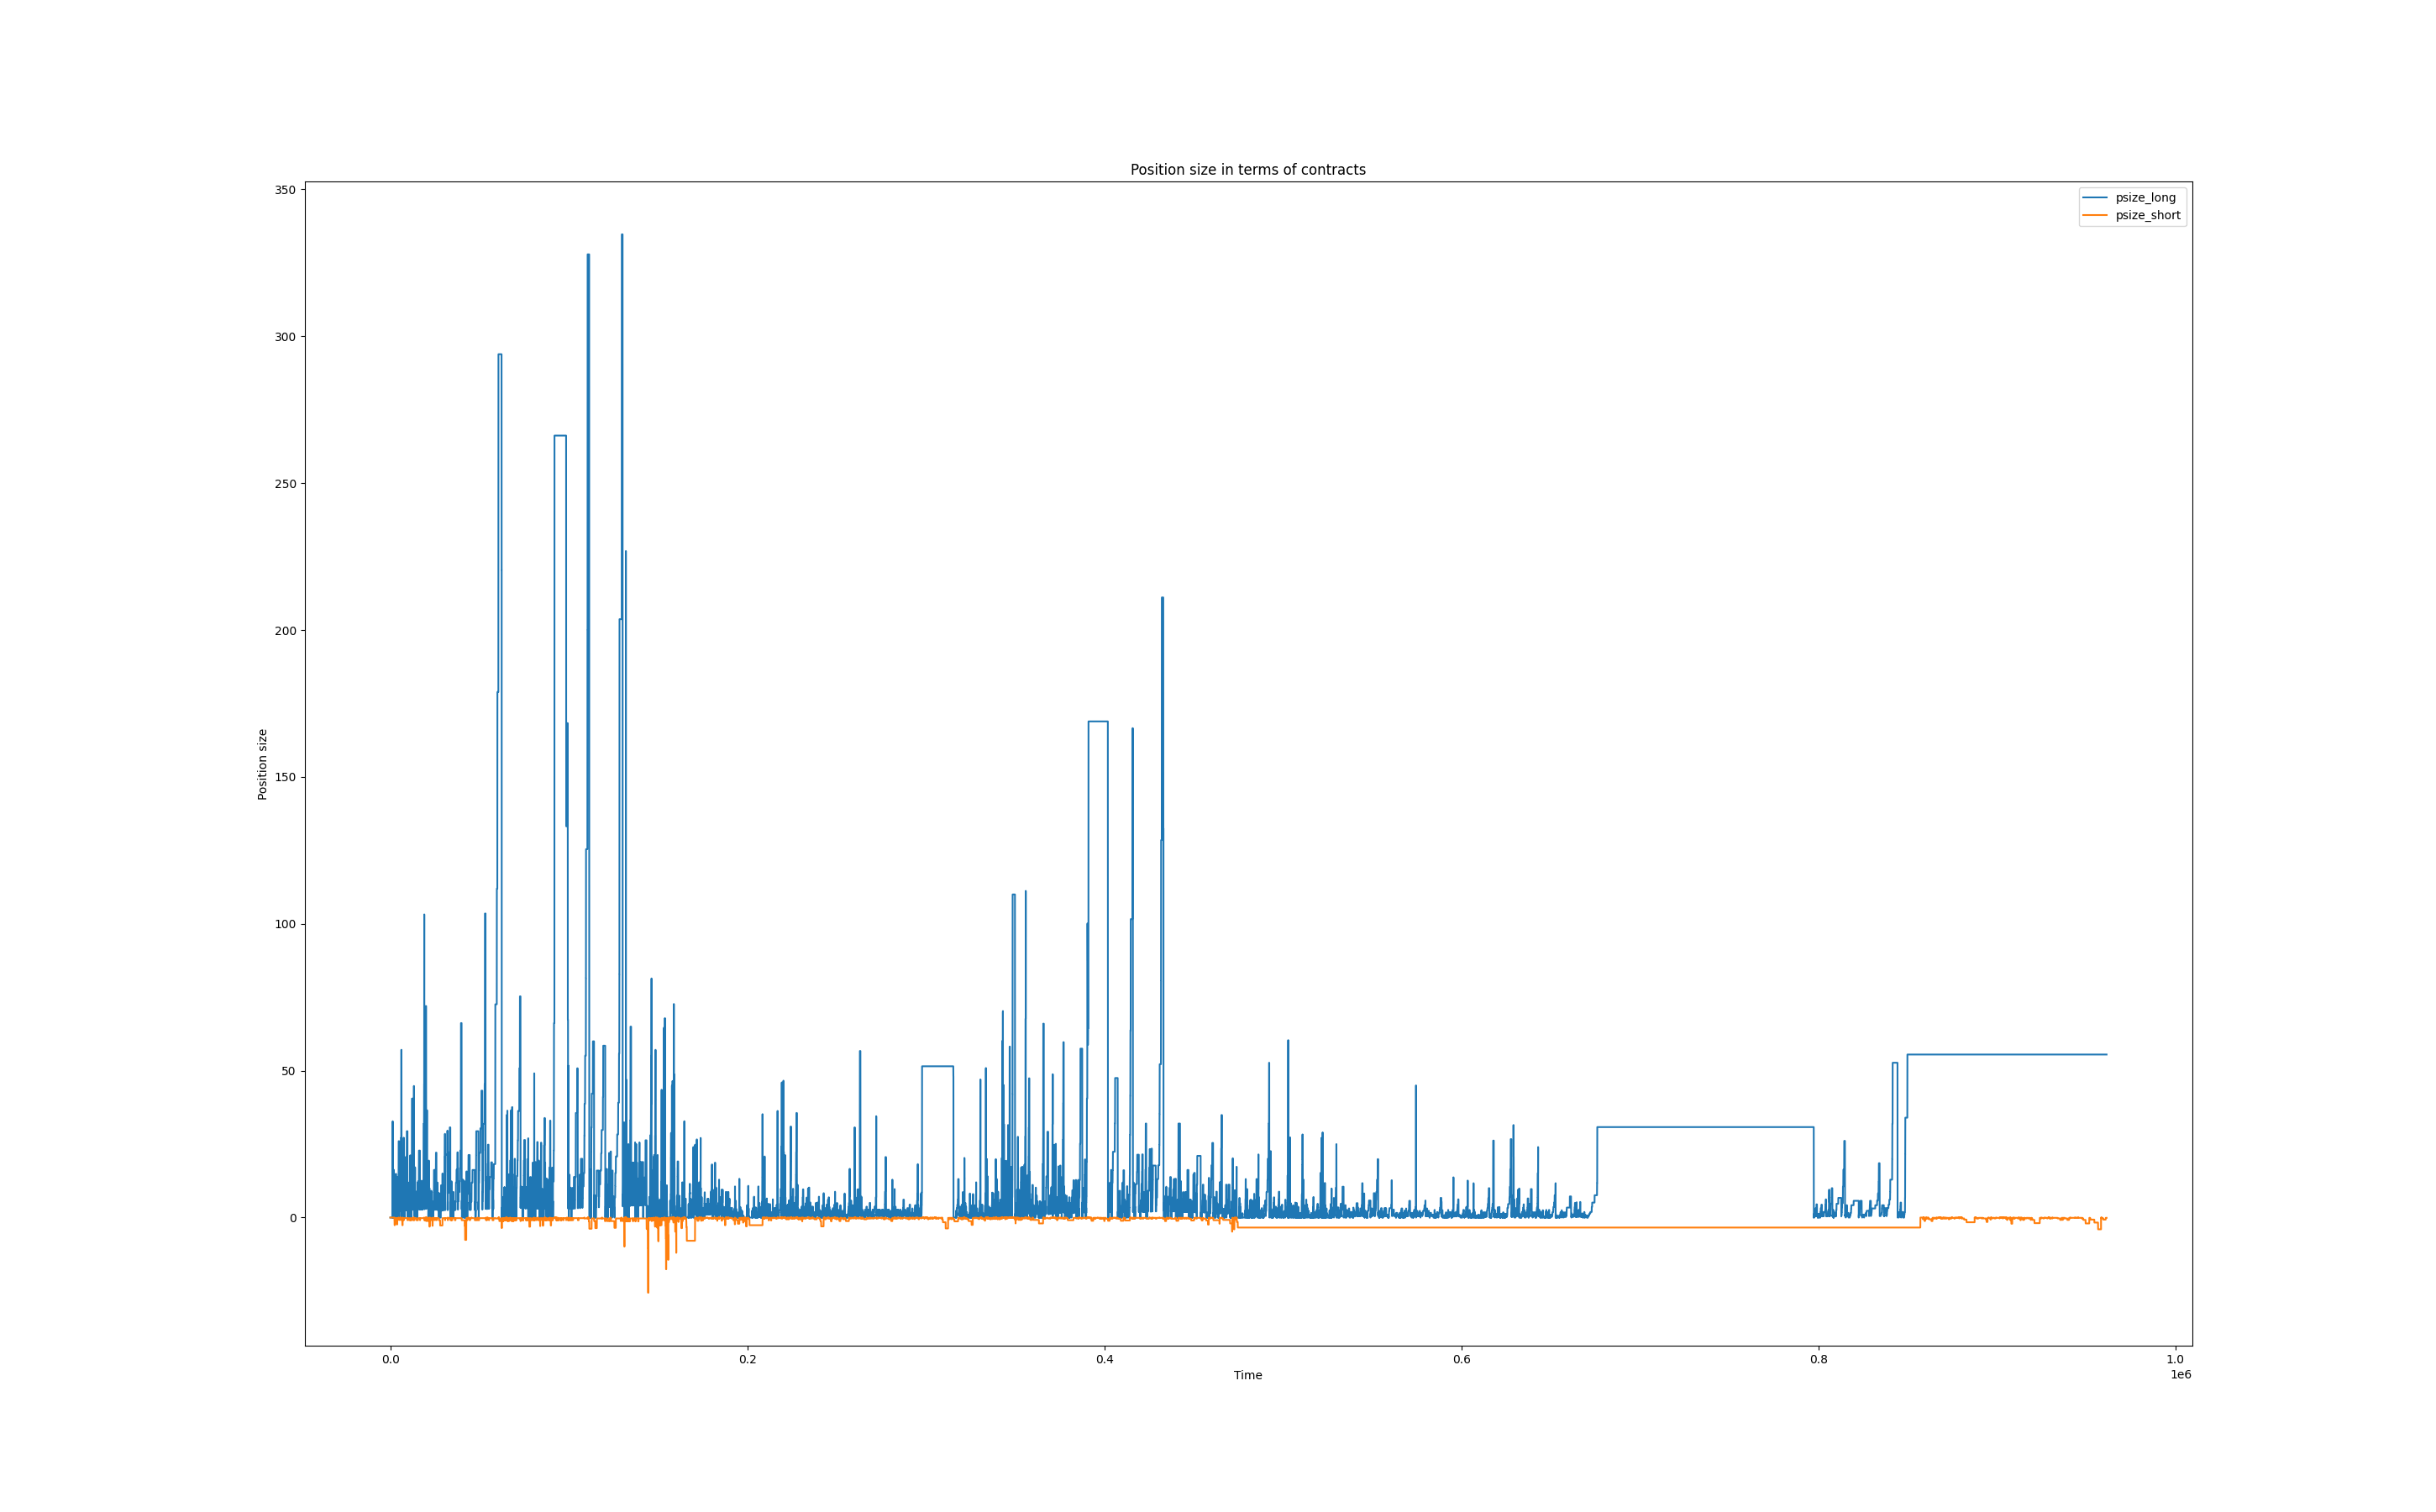 Position size in terms of contracts
psize_long
psize_short
350
300
250
200
150
100
50
0
Position size
0.0 0.2 0.4 0.6 0.8 1.0
Time
1e6